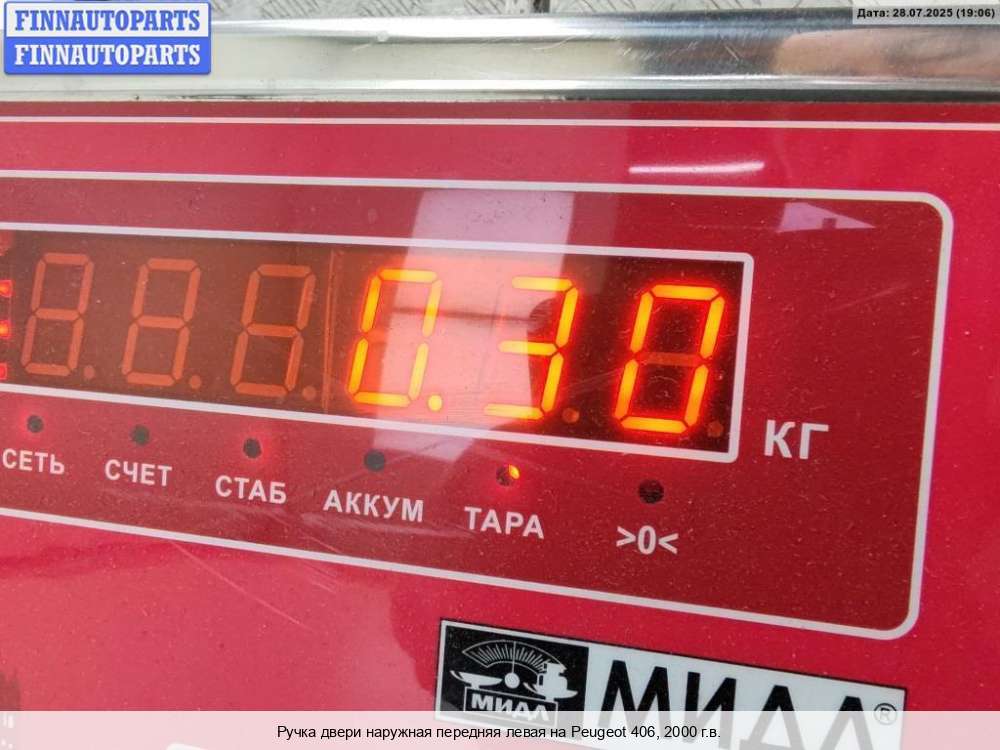 FINNAUTOPARTS
FINNAUTOPARTS
Дата: 28.07.2025 (19:06)
0.30
КГ
СЕТЬ
СЧЕТ
СТАБ
АККУМ
ТАРА
>0<
МИДЛ
МИДЛ®
Ручка двери наружная передняя левая на Peugeot 406, 2000 г.в.